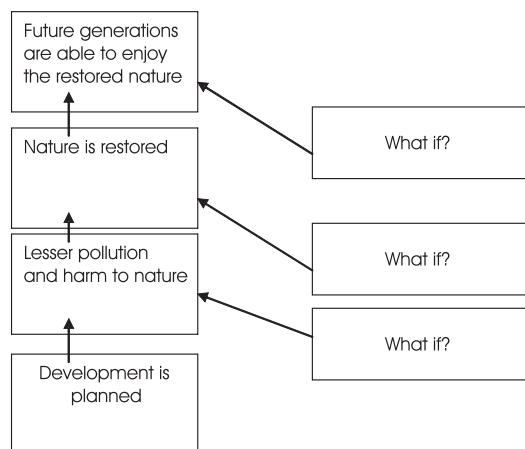 Future generations
are able to enjoy
the restored nature
What if?
Nature is restored
What if?
Lesser pollution
and harm to nature
What if?
Development is
planned